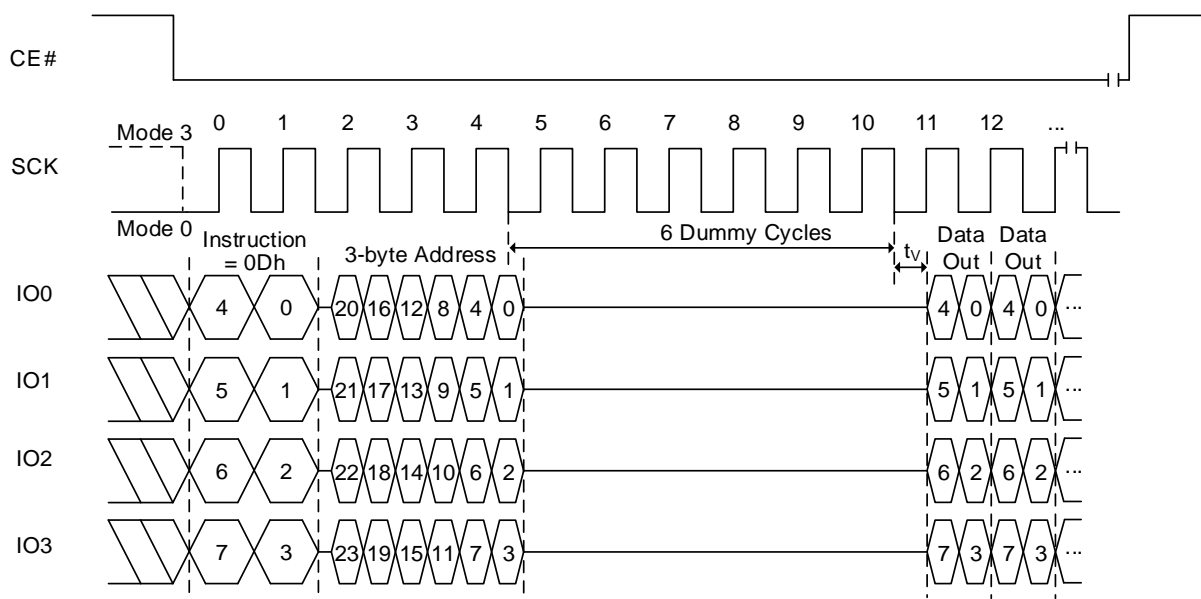 CE#
Mode 3
0 1 2 3 4 5 6 7 8 9 10 11 12 ...
SCK
Mode 0
Instruction = 0Dh
3-byte Address
6 Dummy Cycles
tV
Data Out
Data Out
IO0
4 0 20 16 12 8 4 0 4 0 4 0 ...
IO1
5 1 21 17 13 9 5 1 5 1 5 1 ...
IO2
6 2 22 18 14 10 6 2 6 2 6 2 ...
IO3
7 3 23 19 15 11 7 3 7 3 7 3 ...